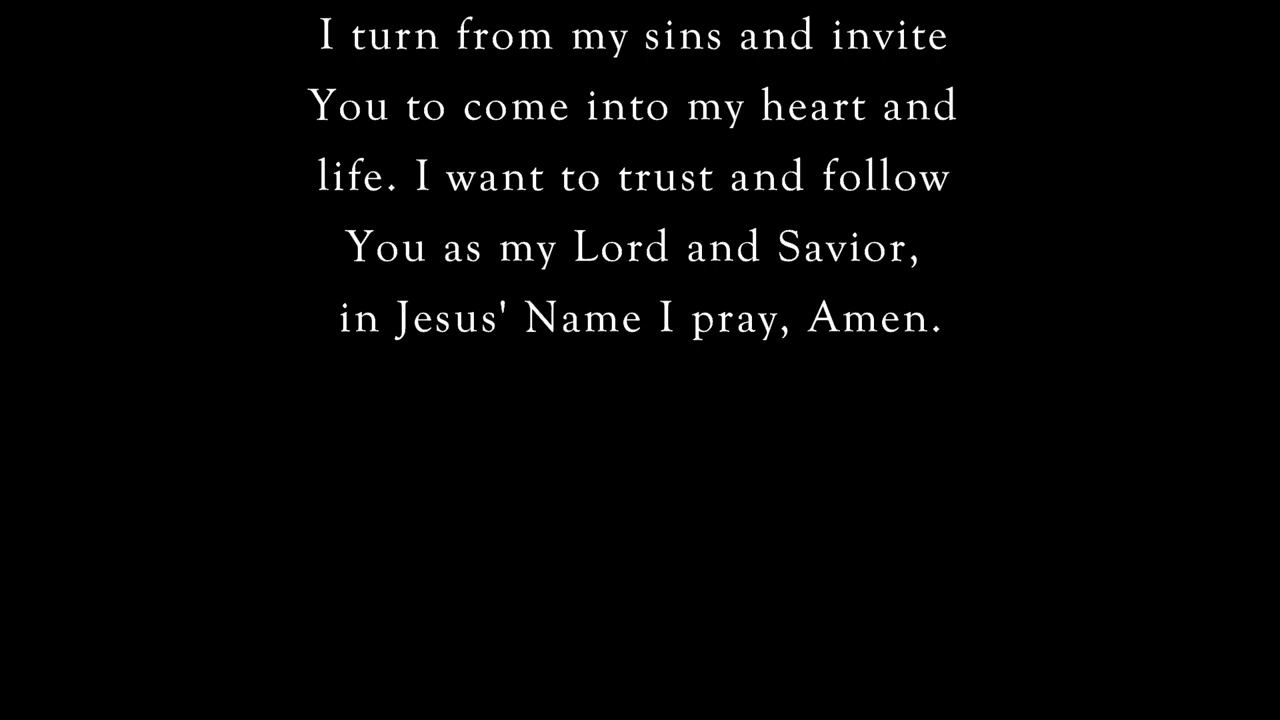 I turn from my sins and invite
You to come into my heart and
life. I want to trust and follow
You as my Lord and Savior,
in Jesus' Name I pray, Amen.